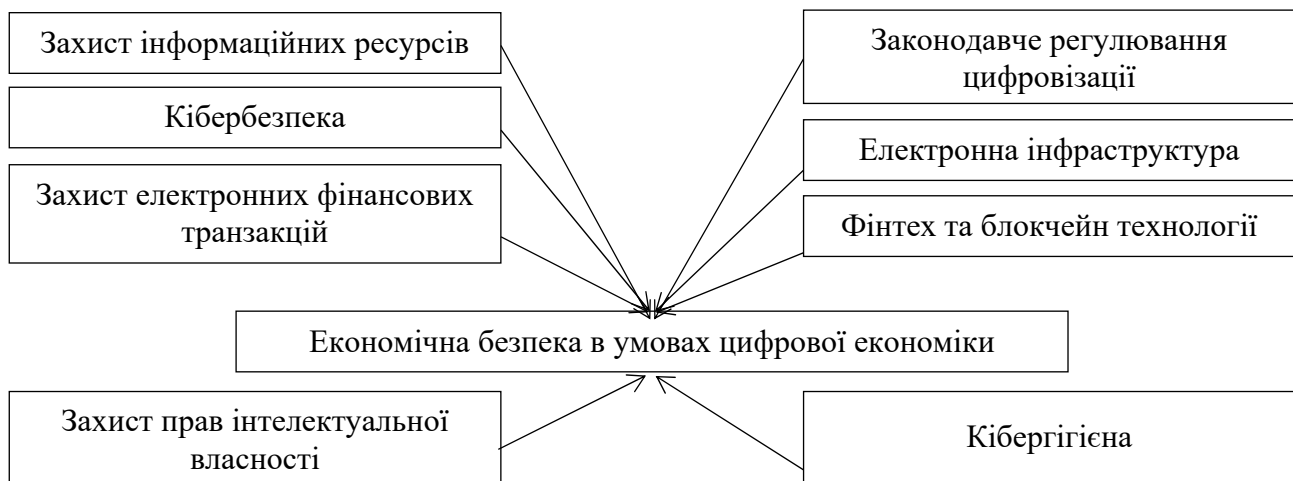 Захист інформаційних ресурсів
Кібербезпека
Захист електронних фінансових
транзакцій
Законодавче регулювання
цифровізації
Електронна інфраструктура
Фінтех та блокчейн технології
Економічна безпека в умовах цифрової економіки
Захист прав інтелектуальної
власності
Кібергігієна